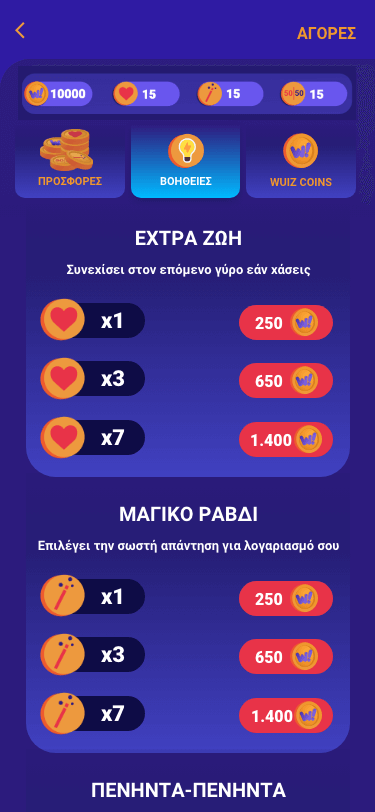 ΑΓΟΡΕΣ
10000 15 15 50|50 15
ΠΡΟΣΦΟΡΕΣ ΒΟΗΘΕΙΕΣ WUIZ COINS
ΕΧΤΡΑ ΖΩΗ
Συνεχίσει στον επόμενο γύρο εάν χάσεις
x1 250
x3 650
x7 1.400
ΜΑΓΙΚΟ ΡΑΒΔΙ
Επιλέγει την σωστή απάντηση για λογαριασμό σου
x1 250
x3 650
x7 1.400
ΠΕΝΗΝΤΑ-ΠΕΝΗΝΤΑ